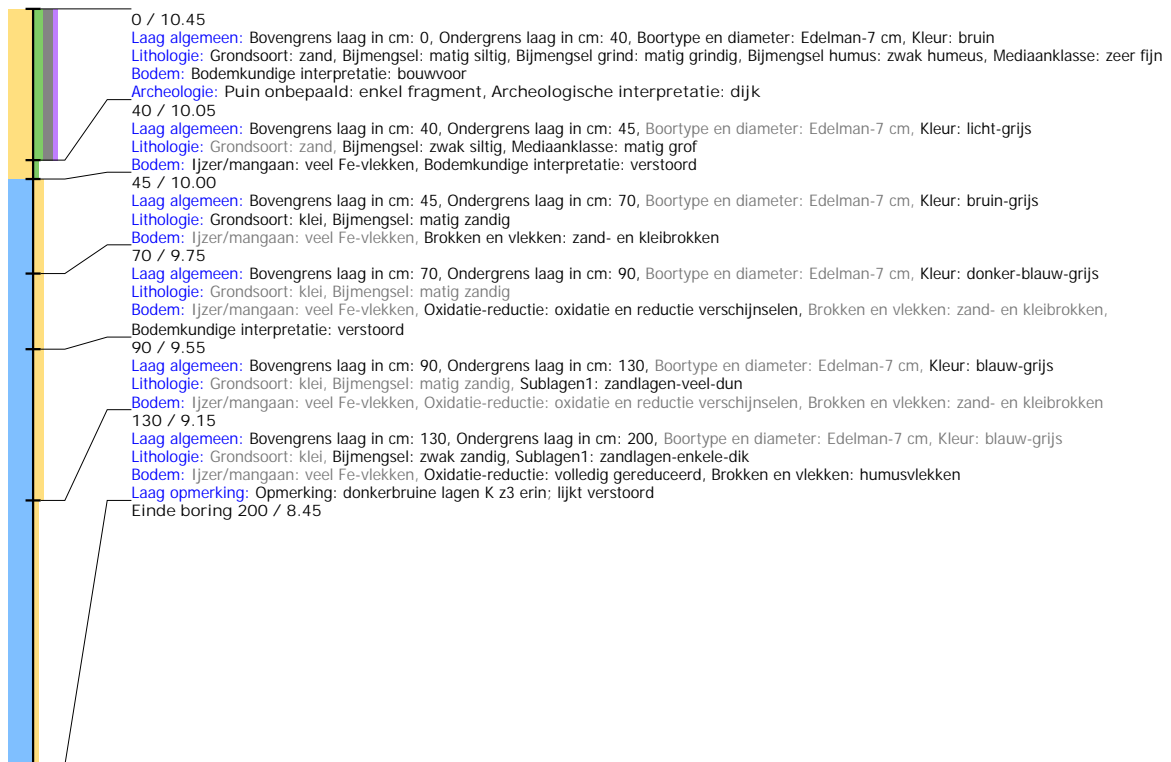 0 / 10.45
Laag algemeen: Bovengrens laag in cm: 0, Ondergrens laag in cm: 40, Boortype en diameter: Edelman-7 cm, Kleur: bruin
Lithologie: Grondsoort: zand, Bijmengsel: matig siltig, Bijmengsel grind: matig grindig, Bijmengsel humus: zwak humeus, Mediaanklasse: zeer fijn
Bodem: Bodemkundige interpretatie: bouwvoor
Archeologie: Puin onbepaald: enkel fragment, Archeologische interpretatie: dijk
40 / 10.05
Laag algemeen: Bovengrens laag in cm: 40, Ondergrens laag in cm: 45, Boortype en diameter: Edelman-7 cm, Kleur: licht-grijs
Lithologie: Grondsoort: zand, Bijmengsel: zwak siltig, Mediaanklasse: matig grof
Bodem: Ijzer/mangaan: veel Fe-vlekken, Bodemkundige interpretatie: verstoord
45 / 10.00
Laag algemeen: Bovengrens laag in cm: 45, Ondergrens laag in cm: 70, Boortype en diameter: Edelman-7 cm, Kleur: bruin-grijs
Lithologie: Grondsoort: klei, Bijmengsel: matig zandig
Bodem: Ijzer/mangaan: veel Fe-vlekken, Brokken en vlekken: zand- en kleibrokken
70 / 9.75
Laag algemeen: Bovengrens laag in cm: 70, Ondergrens laag in cm: 90, Boortype en diameter: Edelman-7 cm, Kleur: donker-blauw-grijs
Lithologie: Grondsoort: klei, Bijmengsel: matig zandig
Bodem: Ijzer/mangaan: veel Fe-vlekken, Oxidatie-reductie: oxidatie en reductie verschijnselen, Brokken en vlekken: zand- en kleibrokken,
Bodemkundige interpretatie: verstoord
90 / 9.55
Laag algemeen: Bovengrens laag in cm: 90, Ondergrens laag in cm: 130, Boortype en diameter: Edelman-7 cm, Kleur: blauw-grijs
Lithologie: Grondsoort: klei, Bijmengsel: matig zandig, Sublagen1: zandlagen-veel-dun
Bodem: Ijzer/mangaan: veel Fe-vlekken, Oxidatie-reductie: oxidatie en reductie verschijnselen, Brokken en vlekken: zand- en kleibrokken
130 / 9.15
Laag algemeen: Bovengrens laag in cm: 130, Ondergrens laag in cm: 200, Boortype en diameter: Edelman-7 cm, Kleur: blauw-grijs
Lithologie: Grondsoort: klei, Bijmengsel: zwak zandig, Sublagen1: zandlagen-enkele-dik
Bodem: Ijzer/mangaan: veel Fe-vlekken, Oxidatie-reductie: volledig gereduceerd, Brokken en vlekken: humusvlekken
Laag opmerking: Opmerking: donkerbruine lagen K z3 erin; lijkt verstoord
Einde boring 200 / 8.45